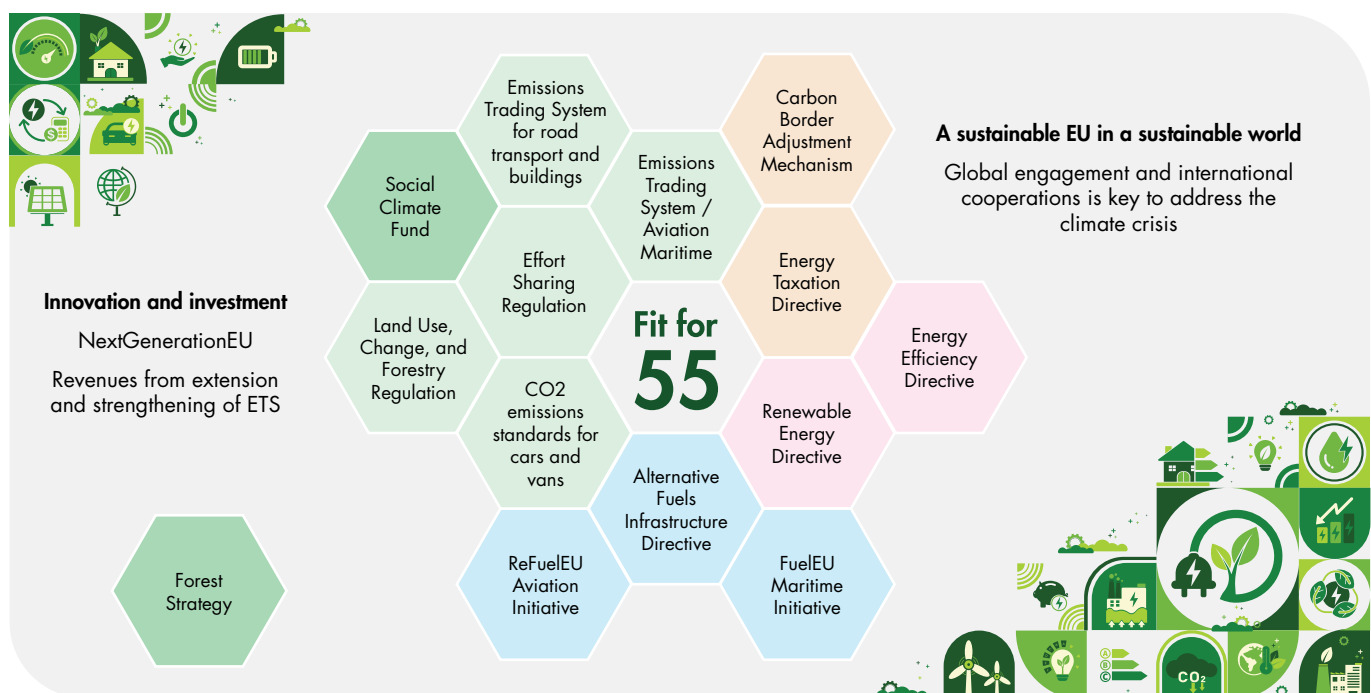 Emissions
Trading System
for road
transport and
buildings
Carbon
Border
Adjustment
Mechanism
A sustainable EU in a sustainable world
Global engagement and international
cooperations is key to address the
climate crisis
Social
Climate
Fund
Emissions
Trading
System /
Aviation
Maritime
Effort
Sharing
Regulation
Energy
Taxation
Directive
Innovation and investment
NextGenerationEU
Revenues from extension
and strengthening of ETS
Land Use,
Change, and
Forestry
Regulation
Fit for
55
Energy
Efficiency
Directive
CO2
emissions
standards for
cars and
vans
Renewable
Energy
Directive
Alternative
Fuels
Infrastructure
Directive
Forest
Strategy
ReFuelEU
Aviation
Initiative
FuelEU
Maritime
Initiative
A
B
C
CO2
$